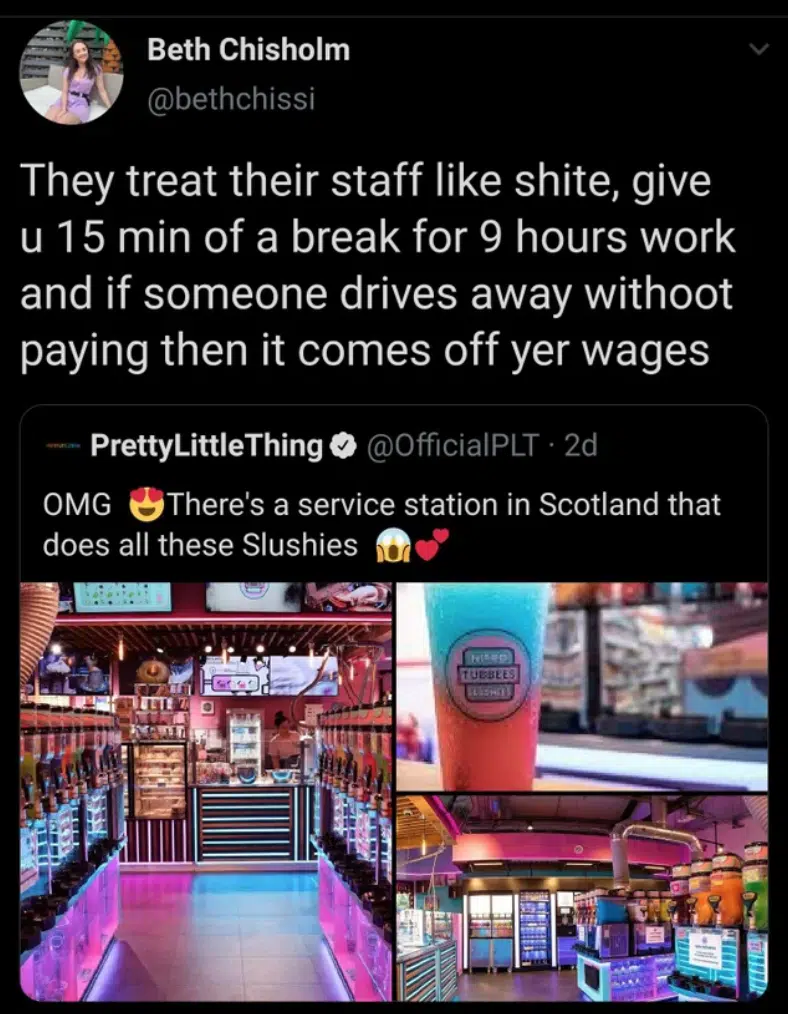 Beth Chisholm
@bethchissi
They treat their staff like shite, give
u 15 min of a break for 9 hours work
and if someone drives away withoot
paying then it comes off yer wages
PrettyLittleThing @OfficialPLT · 2d
OMG 😍There's a service station in Scotland that
does all these Slushies 😱💕
TUBBEES